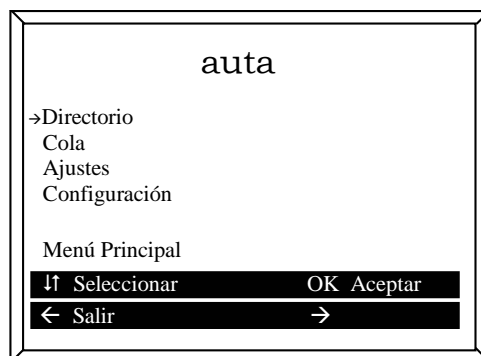 auta
→Directorio
Cola
Ajustes
Configuración
Menú Principal
↓↑ Seleccionar OK Aceptar
← Salir →